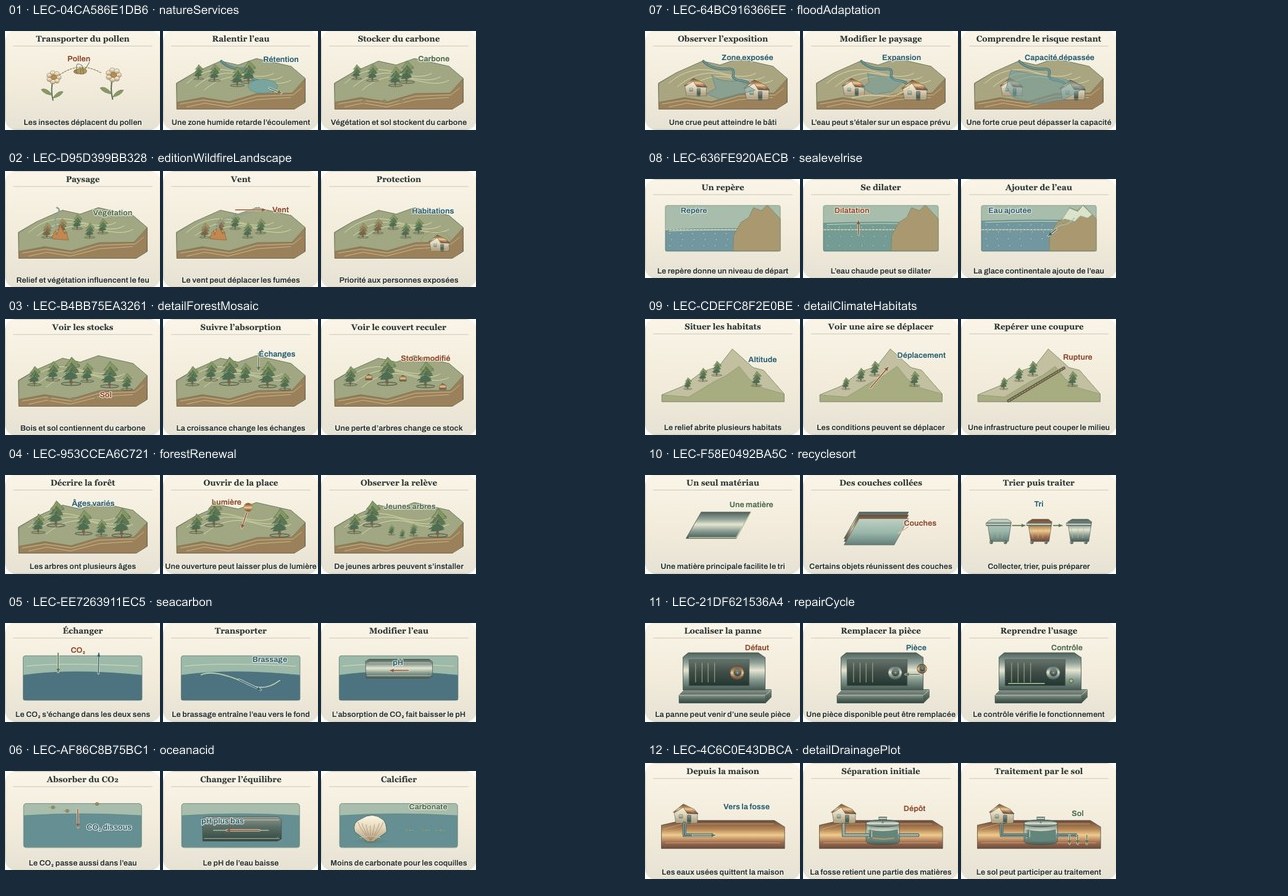 01 · LEC-04CA586E1DB6 · natureServices
Transporter du pollen
Pollen
Les insectes déplacent du pollen
Ralentir l'eau
Rétention
Une zone humide retarde l'écoulement
Stocker du carbone
Carbone
Végétation et sol stockent du carbone
02 · LEC-D95D399BB328 · editionWildfireLandscape
Paysage
Végétation
Relief et végétation influencent le feu
Vent
Vent
Le vent peut déplacer les fumées
Protection
Habitations
Priorité aux personnes exposées
03 · LEC-B4BB75EA3261 · detailForestMosaic
Voir les stocks
Sol
Bois et sol contiennent du carbone
Suivre l'absorption
Échanges
La croissance change les échanges
Voir le couvert reculer
Stock modifié
Une perte d'arbres change ce stock
04 · LEC-953CCEA6C721 · forestRenewal
Décrire la forêt
Âges variés
Les arbres ont plusieurs âges
Ouvrir de la place
Lumière
Une ouverture peut laisser plus de lumière
Observer la relève
Jeunes arbres
De jeunes arbres peuvent s'installer
05 · LEC-EE7263911EC5 · seacarbon
Échanger
CO₂
Le CO₂ s'échange dans les deux sens
Transporter
Brassage
Le brassage entraîne l'eau vers le fond
Modifier l'eau
pH
L'absorption de CO₂ fait baisser le pH
06 · LEC-AF86C8B75BC1 · oceanacid
Absorber du CO2
CO₂ dissous
Le CO₂ passe aussi dans l'eau
Changer l'équilibre
pH plus bas
Le pH de l'eau baisse
Calcifier
Carbonate
Moins de carbonate pour les coquilles
07 · LEC-64BC916366EE · floodAdaptation
Observer l'exposition
Zone exposée
Une crue peut atteindre le bâti
Modifier le paysage
Expansion
L'eau peut s'étaler sur un espace prévu
Comprendre le risque restant
Capacité dépassée
Une forte crue peut dépasser la capacité
08 · LEC-636FE920AECB · sealevelrise
Un repère
Repère
Le repère donne un niveau de départ
Se dilater
Dilatation
L'eau chaude peut se dilater
Ajouter de l'eau
Eau ajoutée
La glace continentale ajoute de l'eau
09 · LEC-CDEFC8F2E0BE · detailClimateHabitats
Situer les habitats
Altitude
Le relief abrite plusieurs habitats
Voir une aire se déplacer
Déplacement
Les conditions peuvent se déplacer
Repérer une coupure
Rupture
Une infrastructure peut couper le milieu
10 · LEC-F58E0492BA5C · recyclesort
Un seul matériau
Une matière
Une matière principale facilite le tri
Des couches collées
Couches
Certains objets réunissent des couches
Trier puis traiter
Tri
Collecter, trier, puis préparer
11 · LEC-21DF621536A4 · repairCycle
Localiser la panne
Défaut
La panne peut venir d'une seule pièce
Remplacer la pièce
Pièce
Une pièce disponible peut être remplacée
Reprendre l'usage
Contrôle
Le contrôle vérifie le fonctionnement
12 · LEC-4C6C0E43DBCA · detailDrainagePlot
Depuis la maison
Vers la fosse
Les eaux usées quittent la maison
Séparation initiale
Dépôt
La fosse retient une partie des matières
Traitement par le sol
Sol
Le sol peut participer au traitement